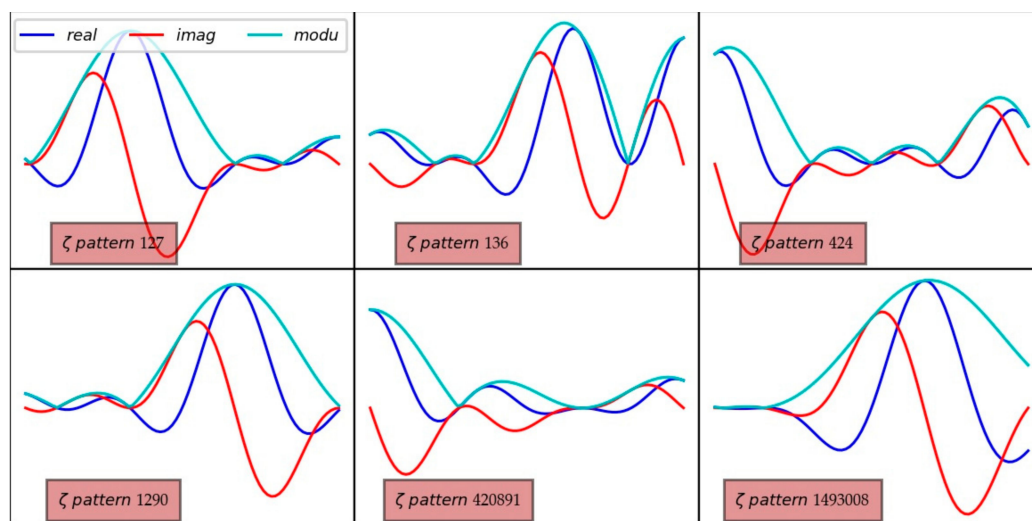 real imag modu
ζ pattern 127
ζ pattern 136
ζ pattern 424
ζ pattern 1290
ζ pattern 420891
ζ pattern 1493008